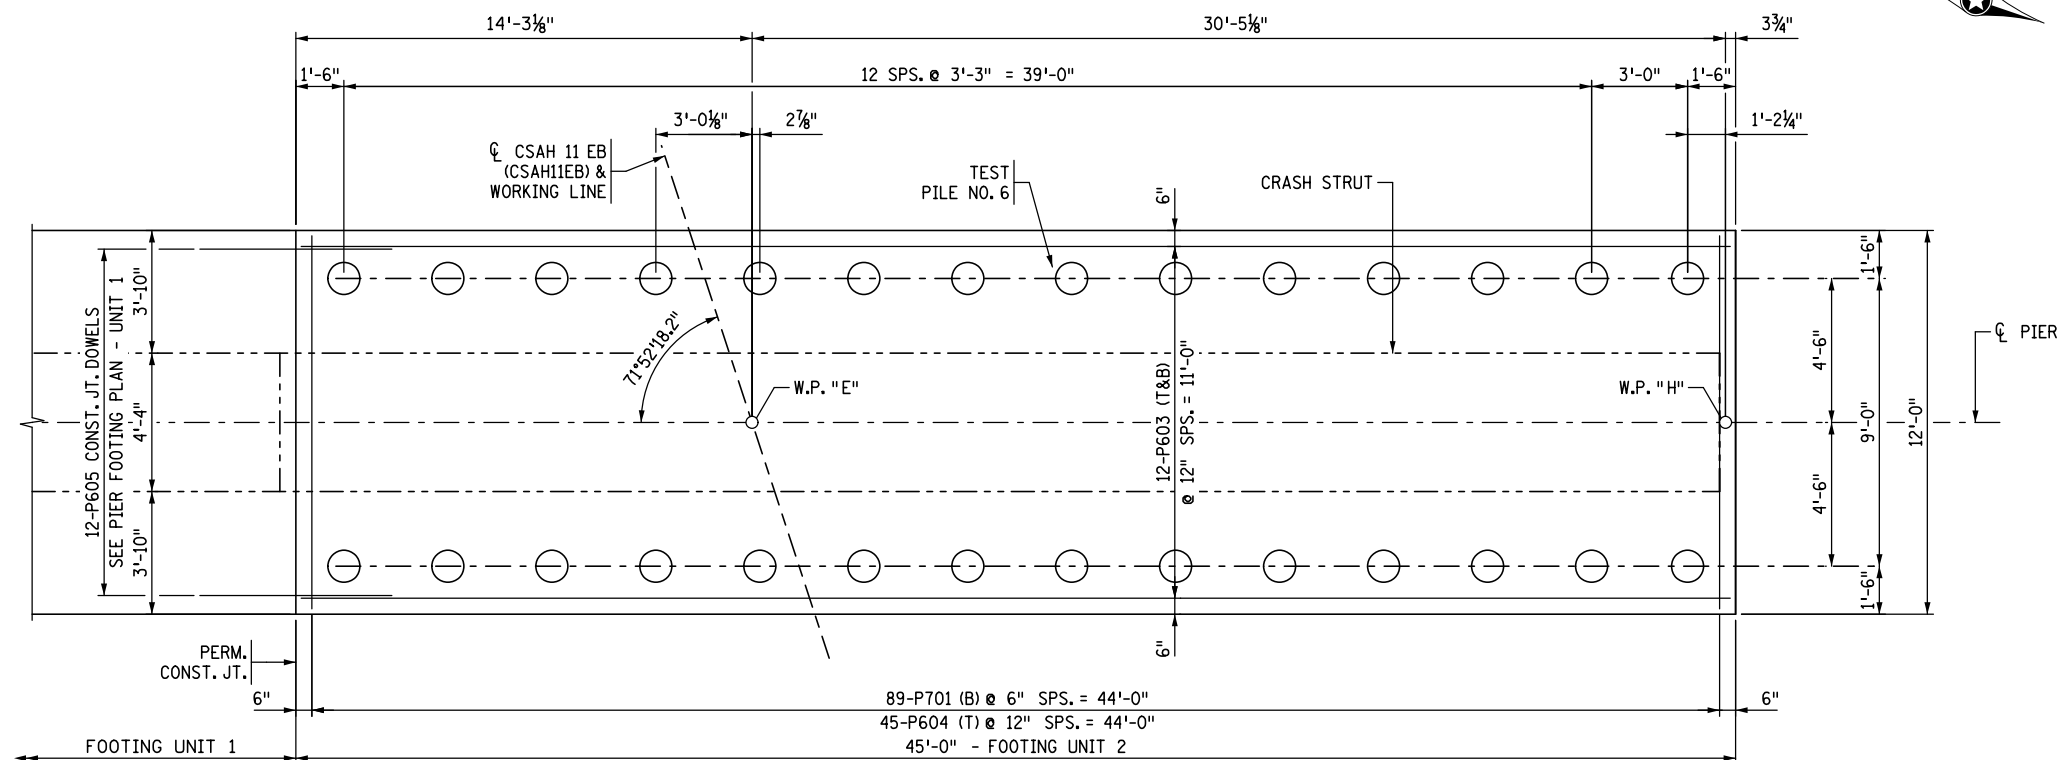 14'-3⅛"
30'-5⅛"
3¾"
1'-6"
12 SPS. @ 3'-3" = 39'-0"
3'-0"
1'-6"
3'-0⅛"
2⅞"
1'-2¼"
℄ CSAH 11 EB
(CSAH11EB) &
WORKING LINE
TEST
PILE NO. 6
CRASH STRUT
6"
12-P605 CONST. JT. DOWELS
SEE PIER FOOTING PLAN - UNIT 1
3'-10"
4'-4"
3'-10"
71°52'18.2"
W.P. "E"
12-P603 (T&B)
@ 12" SPS. = 11'-0"
W.P. "H"
1'-6"
4'-6"
9'-0"
12'-0"
4'-6"
1'-6"
℄ PIER
PERM.
CONST. JT.
6"
6"
89-P701 (B) @ 6" SPS. = 44'-0"
6"
45-P604 (T) @ 12" SPS. = 44'-0"
FOOTING UNIT 1
45'-0" - FOOTING UNIT 2